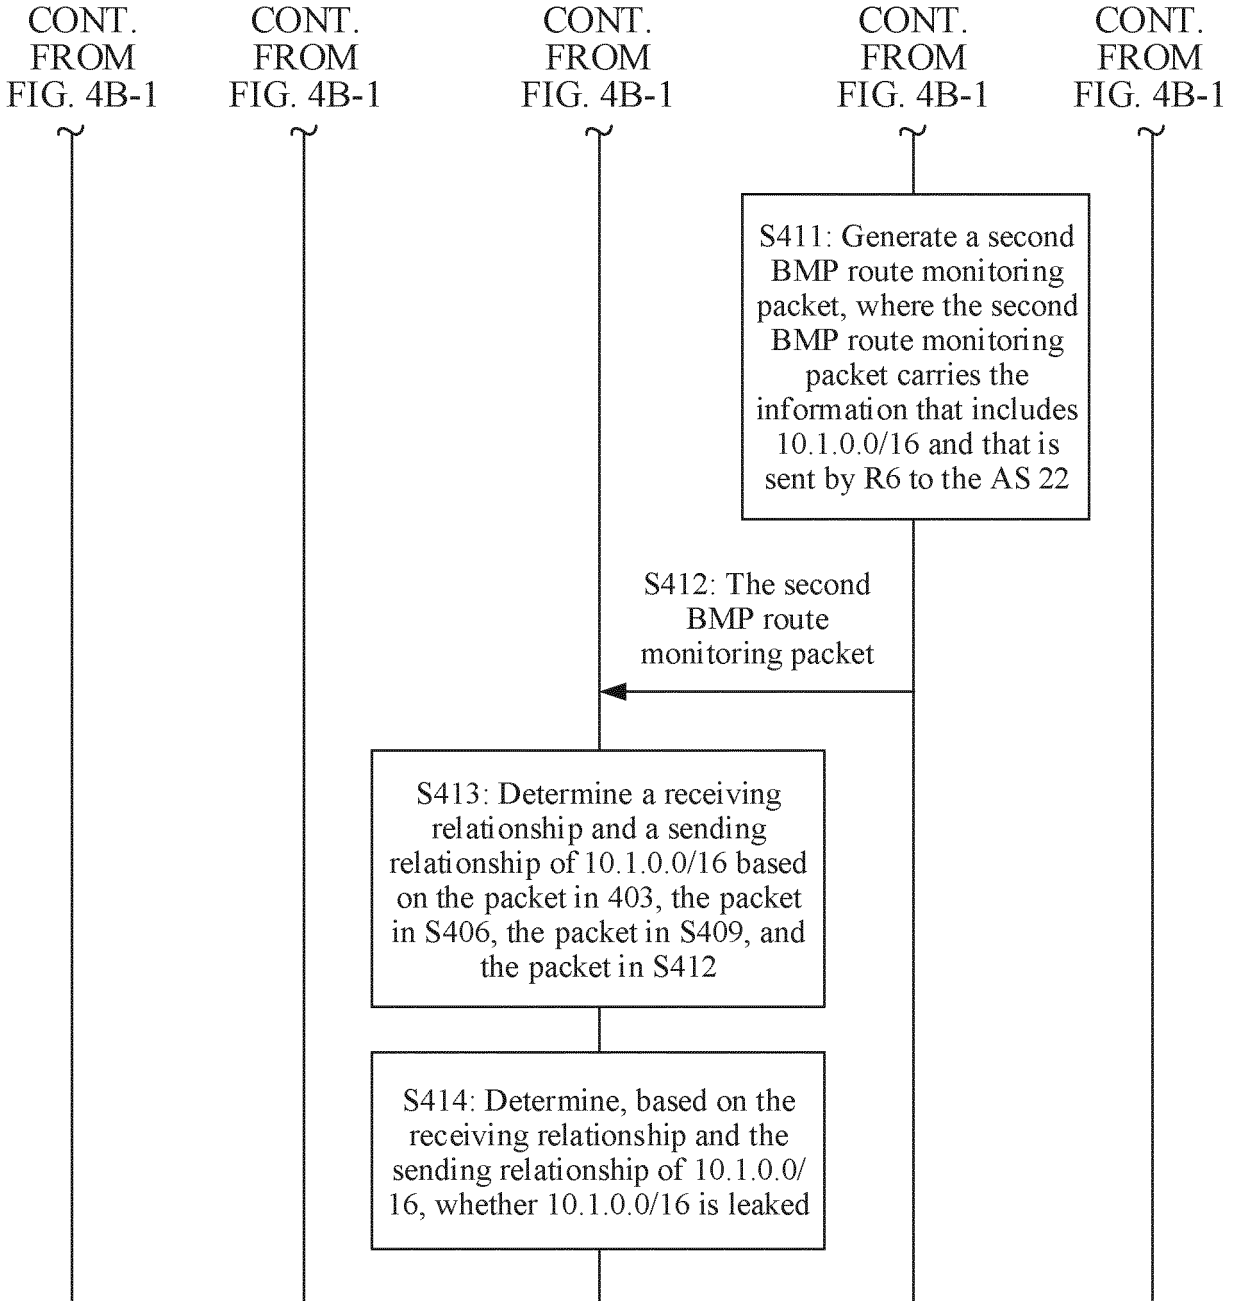 CONT.
FROM
FIG. 4B-1
CONT.
FROM
FIG. 4B-1
CONT.
FROM
FIG. 4B-1
CONT.
FROM
FIG. 4B-1
CONT.
FROM
FIG. 4B-1
S411: Generate a second
BMP route monitoring
packet, where the second
BMP route monitoring
packet carries the
information that includes
10.1.0.0/16 and that is
sent by R6 to the AS 22
S412: The second
BMP route
monitoring packet
S413: Determine a receiving
relationship and a sending
relationship of 10.1.0.0/16 based
on the packet in 403, the packet
in S406, the packet in S409, and
the packet in S412
S414: Determine, based on the
receiving relationship and the
sending relationship of 10.1.0.0/
16, whether 10.1.0.0/16 is leaked